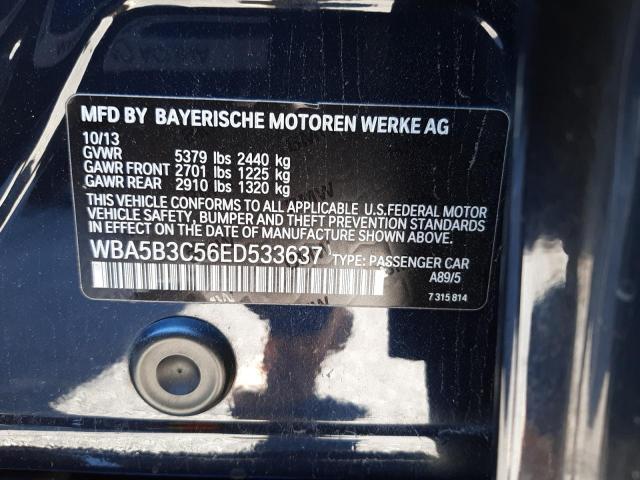 MFD BY BAYERISCHE MOTOREN WERKE AG
10/13
GVWR 5379 lbs 2440 kg
GAWR FRONT 2701 lbs 1225 kg
GAWR REAR 2910 lbs 1320 kg
THIS VEHICLE CONFORMS TO ALL APPLICABLE U.S.FEDERAL MOTOR
VEHICLE SAFETY, BUMPER AND THEFT PREVENTION STANDARDS
IN EFFECT ON THE DATE OF MANUFACTURE SHOWN ABOVE.
WBA5B3C56ED533637 TYPE: PASSENGER CAR
A89/5
7 315 814